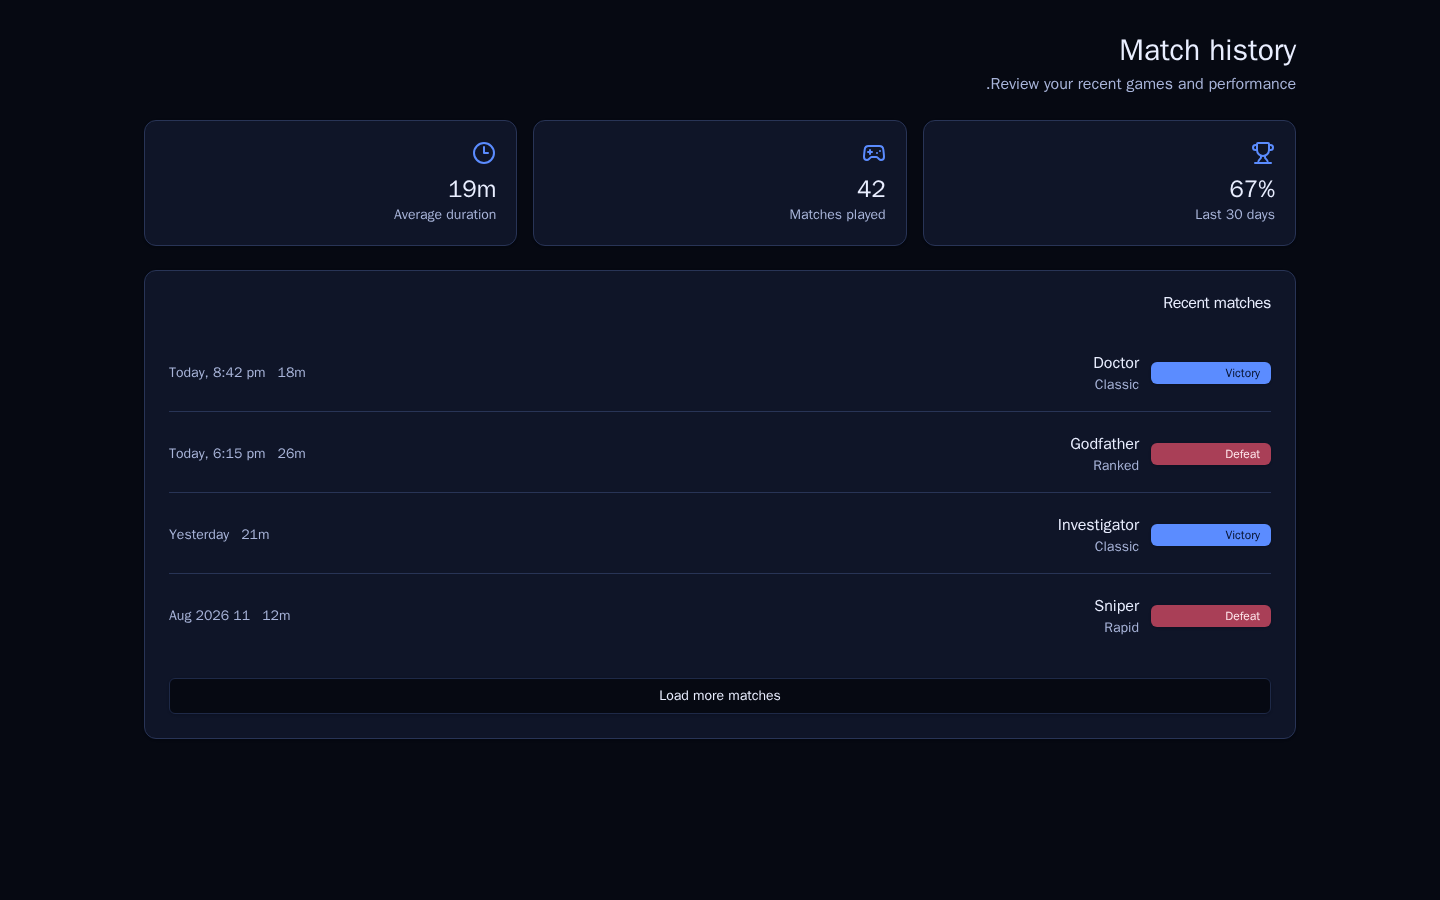 Match history
.Review your recent games and performance
67%
Last 30 days
42
Matches played
19m
Average duration
Recent matches
Victory
Doctor
Classic
Today, 8:42 pm 18m
Defeat
Godfather
Ranked
Today, 6:15 pm 26m
Victory
Investigator
Classic
Yesterday 21m
Defeat
Sniper
Rapid
Aug 2026 11 12m
Load more matches